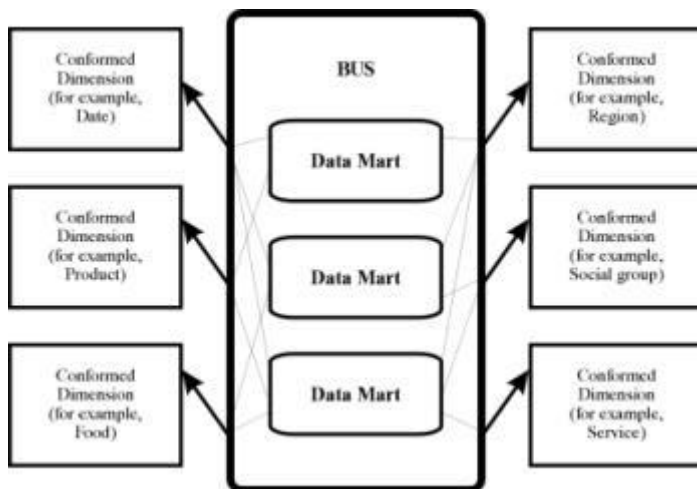 Conformed
Dimension
(for example,
Date)
Conformed
Dimension
(for example,
Product)
Conformed
Dimension
(for example,
Food)
BUS
Data Mart
Data Mart
Data Mart
Conformed
Dimension
(for example,
Region)
Conformed
Dimension
(for example,
Social group)
Conformed
Dimension
(for example,
Service)